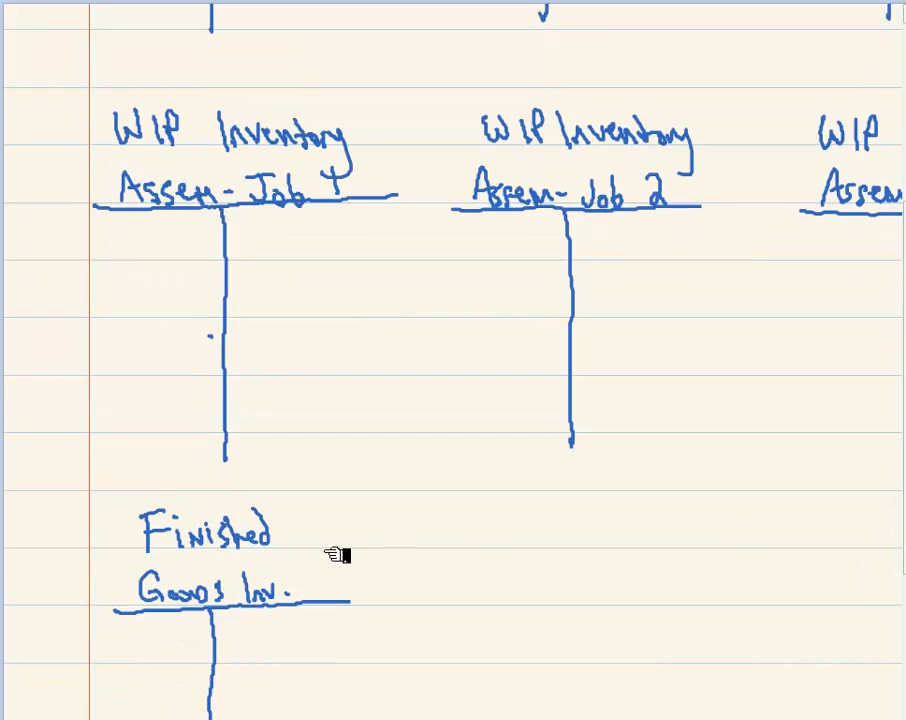 WIP Inventory
Assem- Job 1
WIP Inventory
Assem- Job 2
WIP
Assem
Finished
Goods Inv.